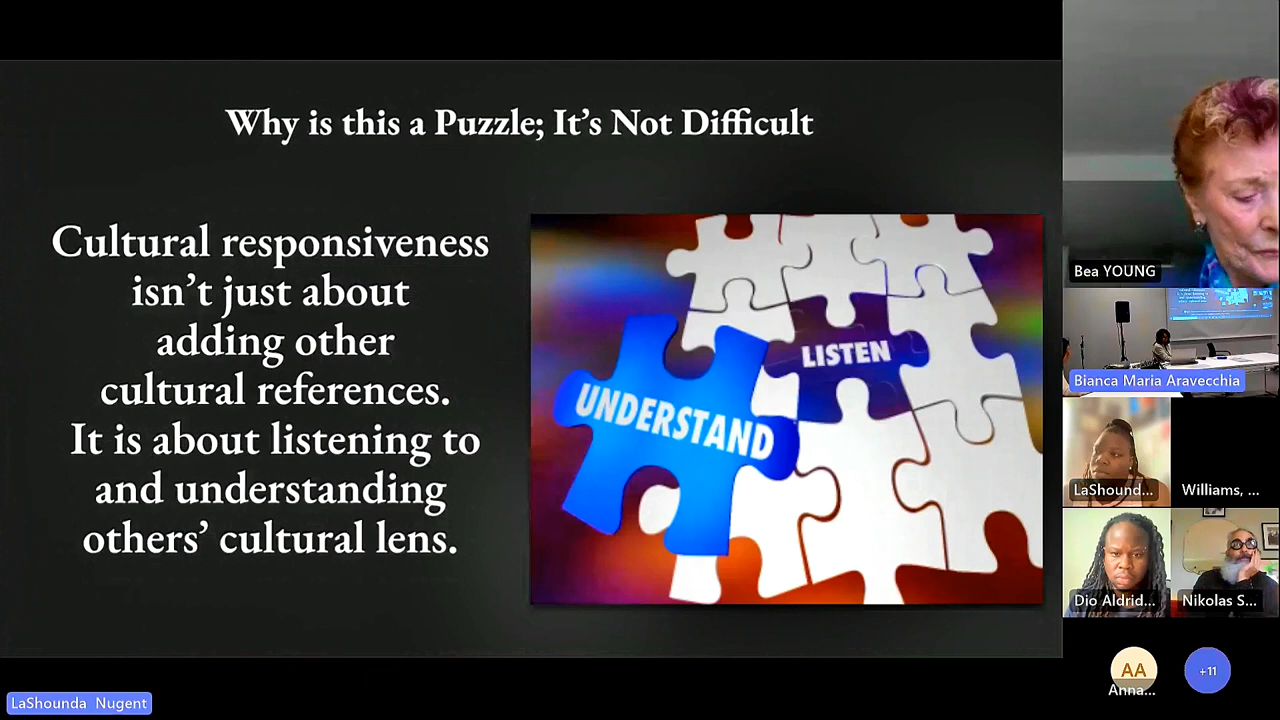 Why is this a Puzzle; It’s Not Difficult
Cultural responsiveness
isn’t just about
adding other
cultural references.
It is about listening to
and understanding
others’ cultural lens.
LISTEN
UNDERSTAND
Bea YOUNG
Bianca Maria Aravecchia
LaShound...
Williams, ...
Dio Aldrid...
Nikolas S...
AA
Anna...
+11
LaShounda Nugent